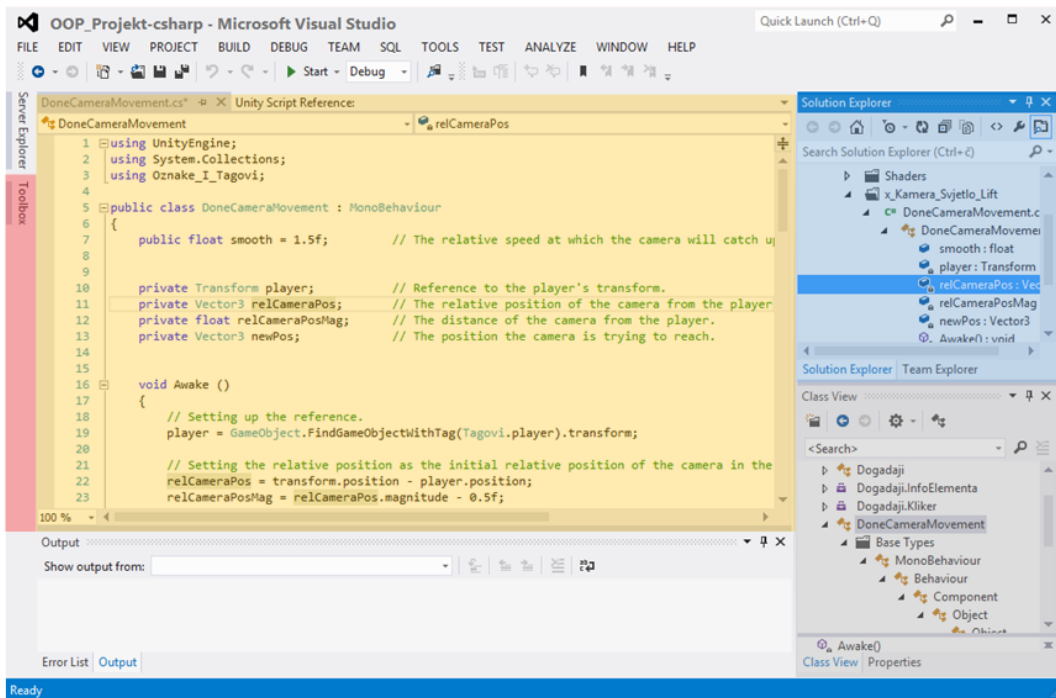 OOP_Projekt-csharp - Microsoft Visual Studio
Quick Launch (Ctrl+Q)
FILE EDIT VIEW PROJECT BUILD DEBUG TEAM SQL TOOLS TEST ANALYZE WINDOW HELP
Start Debug
Server Explorer
Toolbox
DoneCameraMovement.cs* Unity Script Reference:
DoneCameraMovement relCameraPos
1 using UnityEngine;
2 using System.Collections;
3 using Oznake_I_Tagovi;
4
5 public class DoneCameraMovement : MonoBehaviour
6 {
7 public float smooth = 1.5f; // The relative speed at which the camera will catch u
8
9
10 private Transform player; // Reference to the player's transform.
11 private Vector3 relCameraPos; // The relative position of the camera from the player
12 private float relCameraPosMag; // The distance of the camera from the player.
13 private Vector3 newPos; // The position the camera is trying to reach.
14
15
16 void Awake ()
17 {
18 // Setting up the reference.
19 player = GameObject.FindGameObjectWithTag(Tagovi.player).transform;
20
21 // Setting the relative position as the initial relative position of the camera in the
22 relCameraPos = transform.position - player.position;
23 relCameraPosMag = relCameraPos.magnitude - 0.5f;
100 %
Output
Show output from:
Error List Output
Solution Explorer
Search Solution Explorer (Ctrl+č)
Shaders
x_Kamera_Svjetlo_Lift
C# DoneCameraMovement.c
DoneCameraMovemer
smooth : float
player : Transform
relCameraPos : Vec
relCameraPosMag
newPos : Vector3
Awake() : void
Solution Explorer Team Explorer
Class View
<Search>
Dogadaji
Dogadaji.InfoElementa
Dogadaji.Kliker
DoneCameraMovement
Base Types
MonoBehaviour
Behaviour
Component
Object
Object
Awake()
Class View Properties
Ready